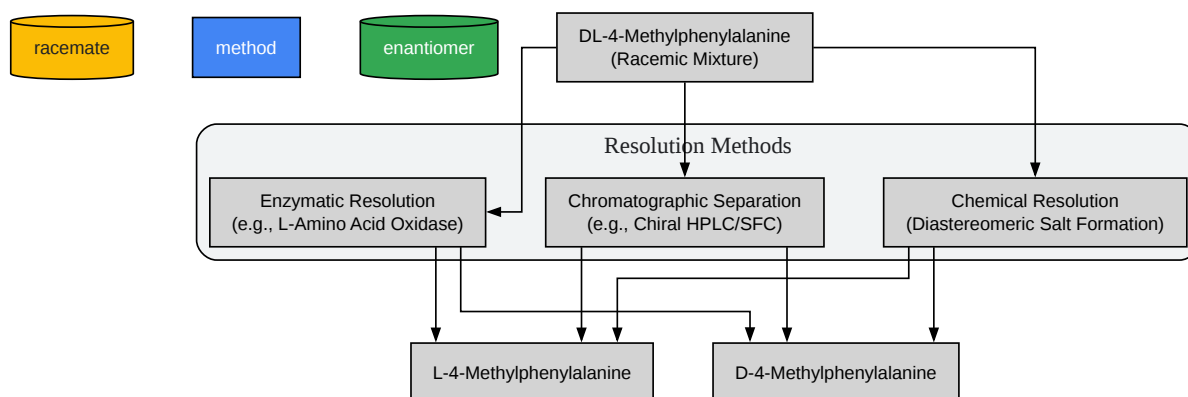 racemate
method
enantiomer
DL-4-Methylphenylalanine
(Racemic Mixture)
Resolution Methods
Enzymatic Resolution
(e.g., L-Amino Acid Oxidase)
Chromatographic Separation
(e.g., Chiral HPLC/SFC)
Chemical Resolution
(Diastereomeric Salt Formation)
L-4-Methylphenylalanine
D-4-Methylphenylalanine